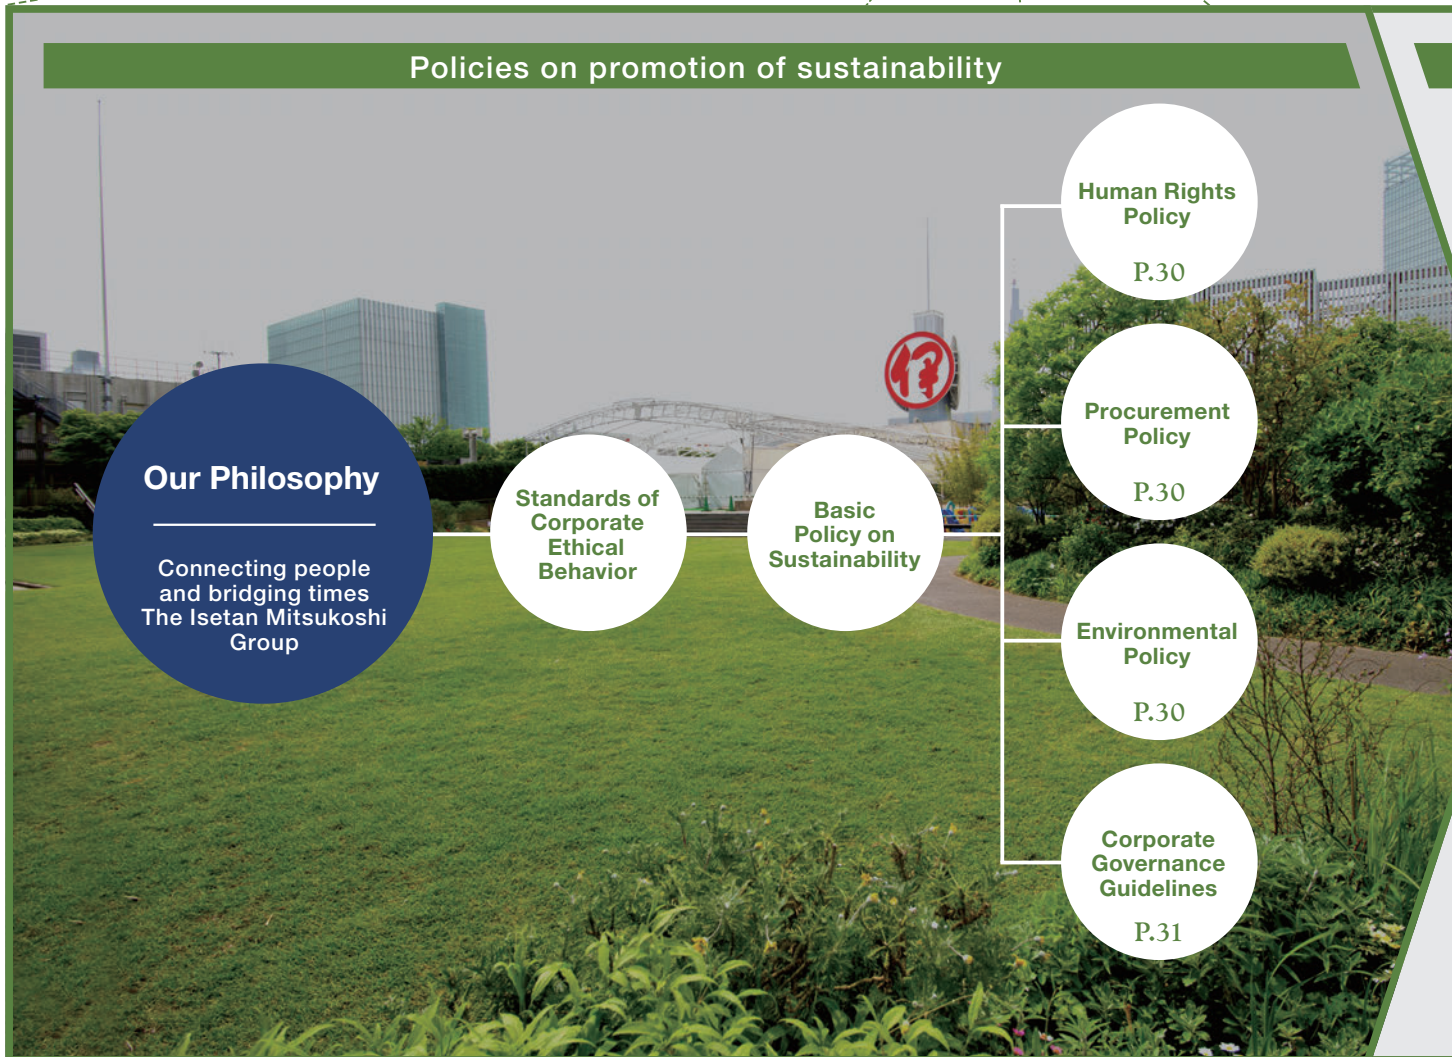 Policies on promotion of sustainability
Our Philosophy
Connecting people
and bridging times
The Isetan Mitsukoshi
Group
Standards of
Corporate
Ethical
Behavior
Basic
Policy on
Sustainability
Human Rights
Policy
P.30
Procurement
Policy
P.30
Environmental
Policy
P.30
Corporate
Governance
Guidelines
P.31
伊